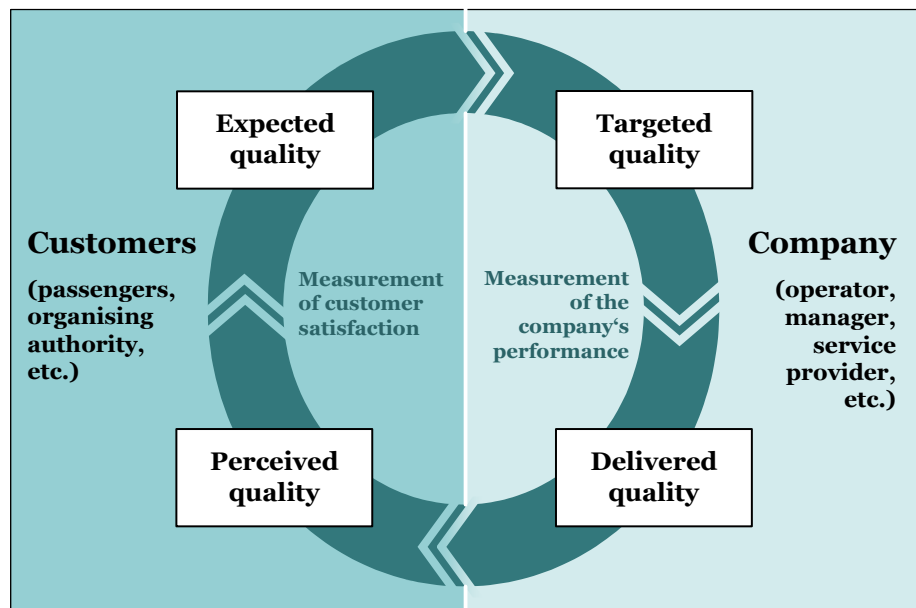 Expected
quality
Targeted
quality
Customers
(passengers,
organising
authority,
etc.)
Measurement
of customer
satisfaction
Measurement
of the
company‘s
performance
Company
(operator,
manager,
service
provider,
etc.)
Perceived
quality
Delivered
quality